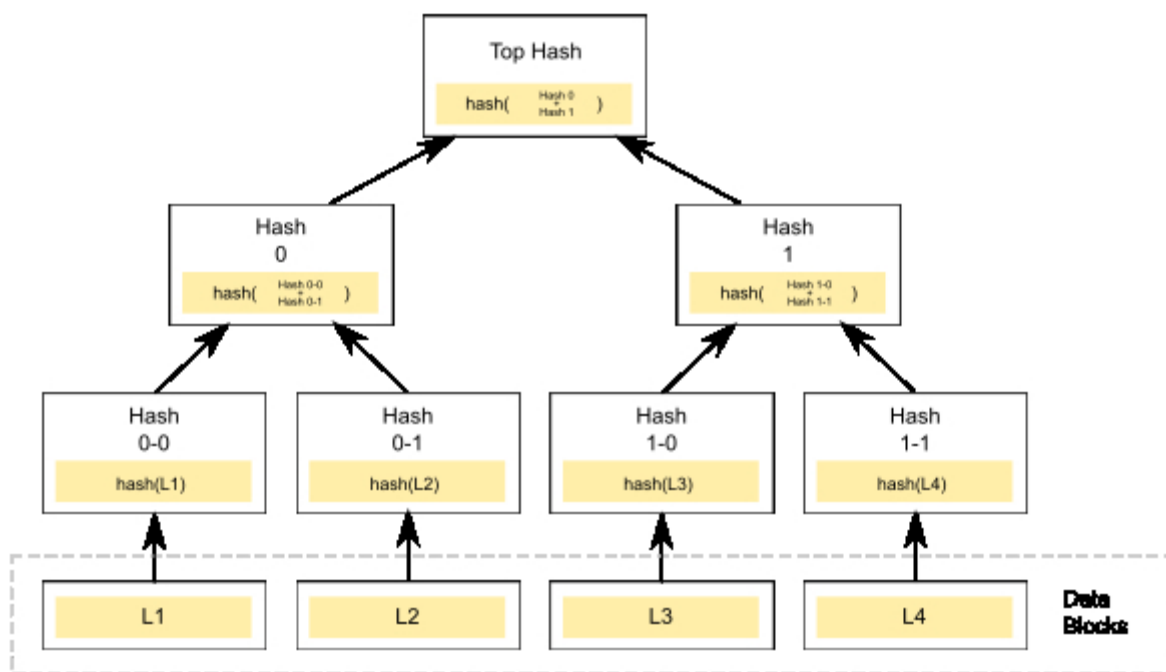 Top Hash
hash( Hash 0 + Hash 1 )
Hash
0
hash( Hash 0-0 + Hash 0-1 )
Hash
1
hash( Hash 1-0 + Hash 1-1 )
Hash
0-0
hash(L1)
Hash
0-1
hash(L2)
Hash
1-0
hash(L3)
Hash
1-1
hash(L4)
L1
L2
L3
L4
Data
Blocks